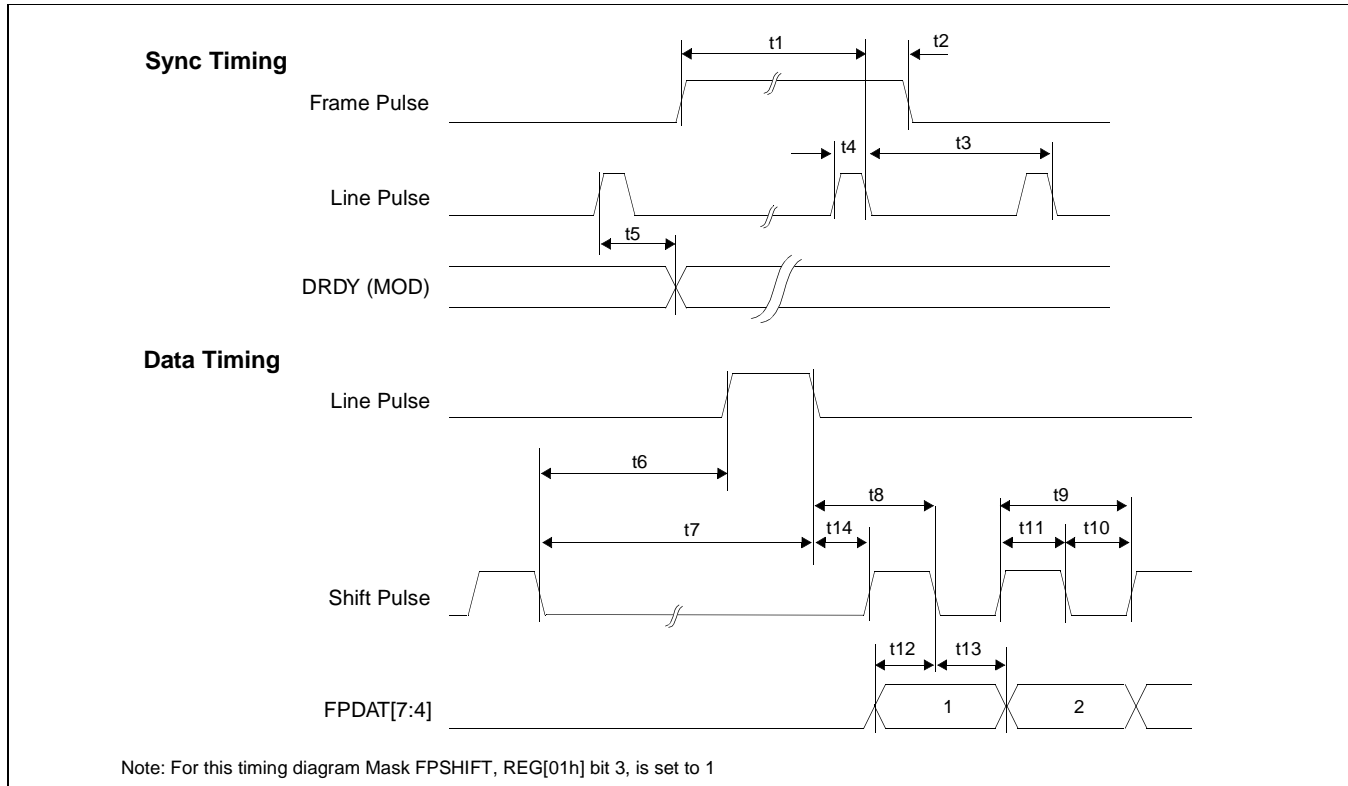 Sync Timing
t1
t2
Frame Pulse
t4
t3
Line Pulse
t5
DRDY (MOD)
Data Timing
Line Pulse
t6
t8
t9
t7
t14
t11
t10
Shift Pulse
t12
t13
FPDAT[7:4]
1
2
Note: For this timing diagram Mask FPSHIFT, REG[01h] bit 3, is set to 1